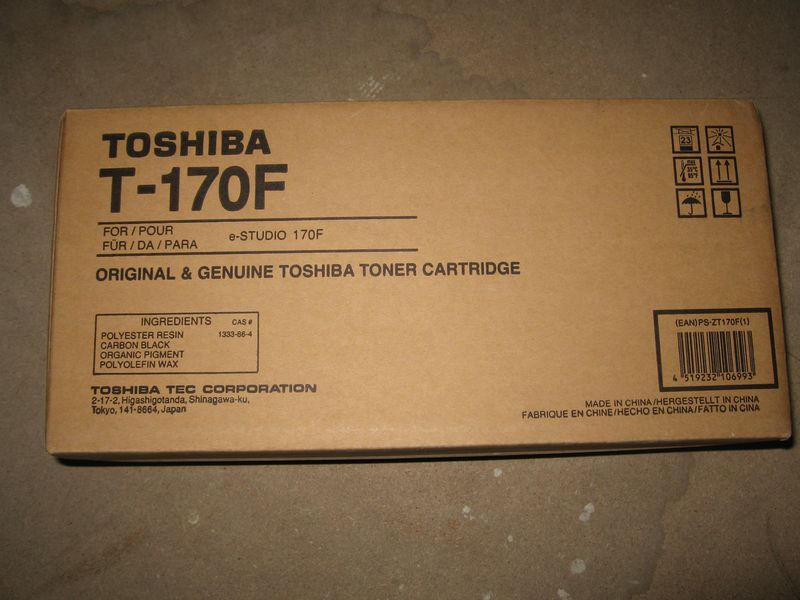 TOSHIBA
T-170F
FOR / POUR
FÜR / DA / PARA
e-STUDIO 170F
ORIGINAL & GENUINE TOSHIBA TONER CARTRIDGE
INGREDIENTS CAS #
POLYESTER RESIN 1333-86-4
CARBON BLACK
ORGANIC PIGMENT
POLYOLEFIN WAX
TOSHIBA TEC CORPORATION
2-17-2, Higashigotanda, Shinagawa-ku,
Tokyo, 141-8664, Japan
23
(EAN)PS-ZT170F(1)
4 519232 106993
MADE IN CHINA/HERGESTELLT IN CHINA
FABRIQUE EN CHINE/HECHO EN CHINA/FATTO IN CINA